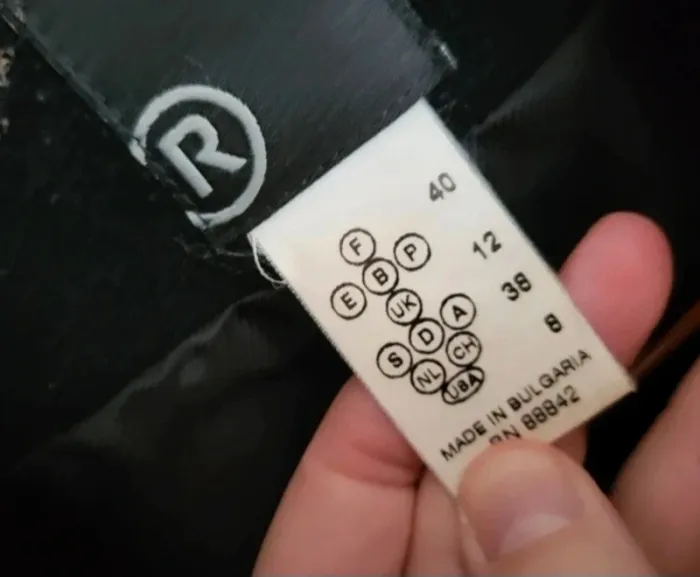 R
F 40
E B P
UK 12
S D A 38
NL CH
USA 8
MADE IN BULGARIA
RN 88842